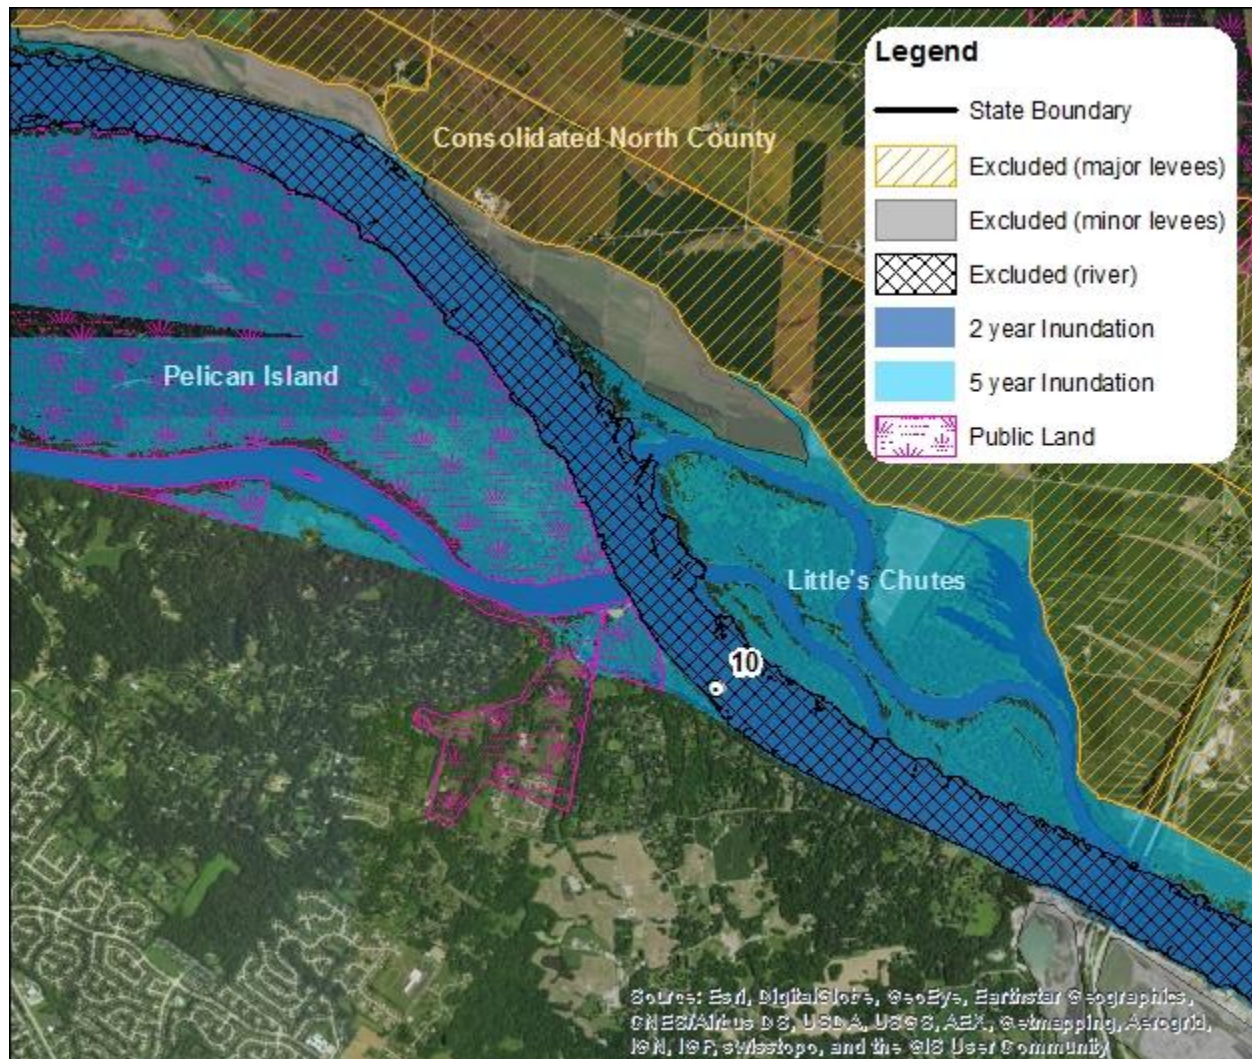 Legend
State Boundary
Excluded (major levees)
Excluded (minor levees)
Excluded (river)
2 year Inundation
5 year Inundation
Public Land
Consolidated North County
Pelican Island
Little's Chutes
10
Source: Esri, DigitalGlobe, GeoEye, Earthstar Geographics,
CNES/Airbus DS, USDA, USGS, AEX, Getmapping, Aerogrid,
IGN, IGP, swisstopo, and the GIS User Community